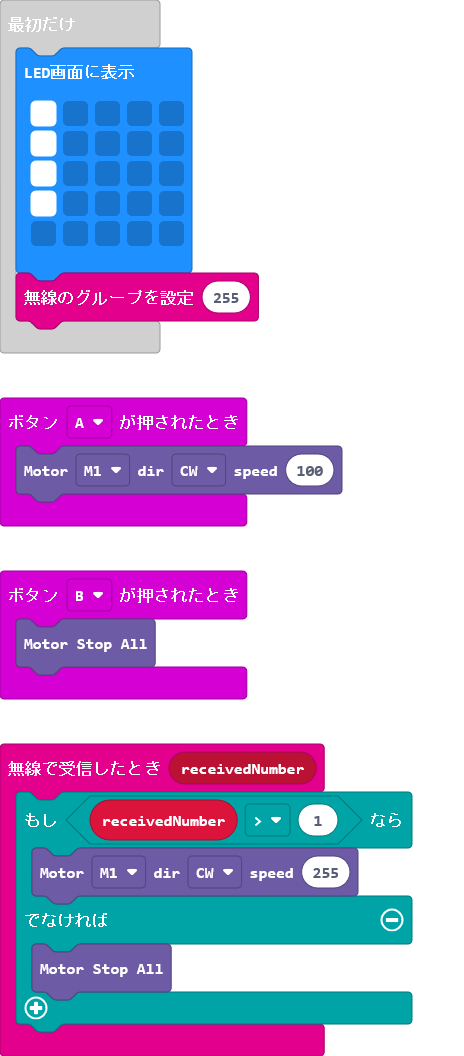 最初だけ
LED画面に表示
無線のグループを設定 255
ボタン A が押されたとき
Motor M1 dir CW speed 100
ボタン B が押されたとき
Motor Stop All
無線で受信したとき receivedNumber
もし receivedNumber > 1 なら
Motor M1 dir CW speed 255
でなければ
Motor Stop All